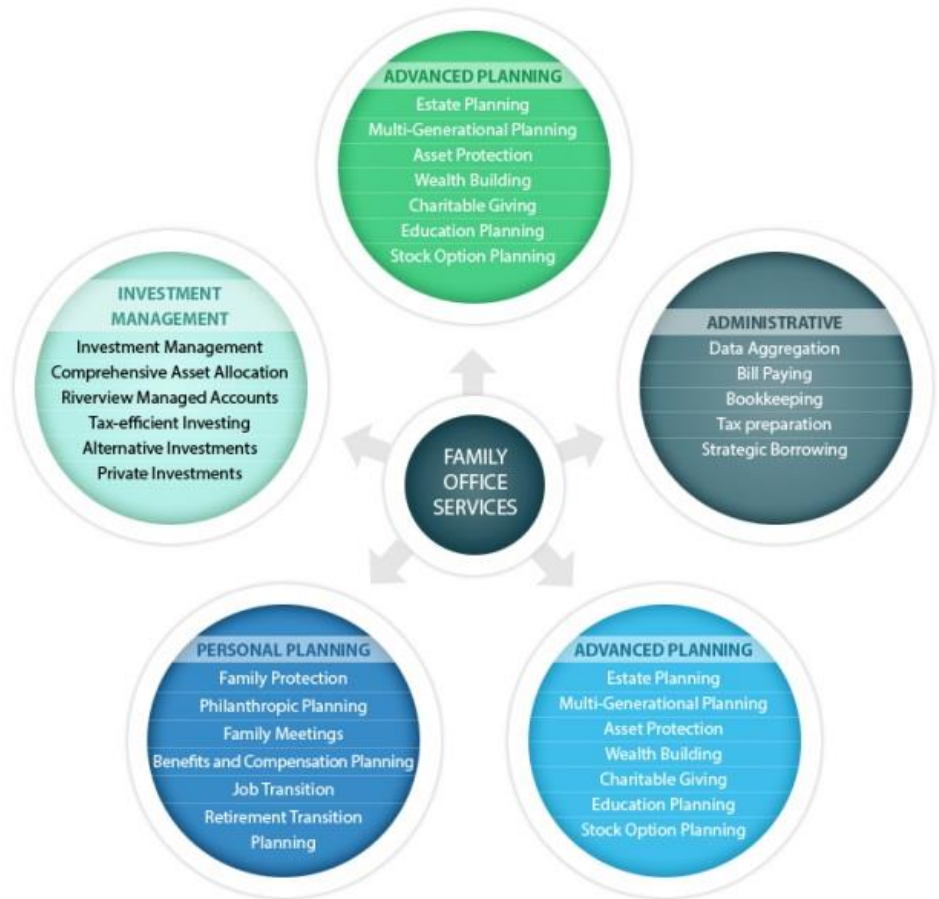 ADVANCED PLANNING
Estate Planning
Multi-Generational Planning
Asset Protection
Wealth Building
Charitable Giving
Education Planning
Stock Option Planning
INVESTMENT
MANAGEMENT
Investment Management
Comprehensive Asset Allocation
Riverview Managed Accounts
Tax-efficient Investing
Alternative Investments
Private Investments
ADMINISTRATIVE
Data Aggregation
Bill Paying
Bookkeeping
Tax preparation
Strategic Borrowing
FAMILY
OFFICE
SERVICES
PERSONAL PLANNING
Family Protection
Philanthropic Planning
Family Meetings
Benefits and Compensation Planning
Job Transition
Retirement Transition
Planning
ADVANCED PLANNING
Estate Planning
Multi-Generational Planning
Asset Protection
Wealth Building
Charitable Giving
Education Planning
Stock Option Planning